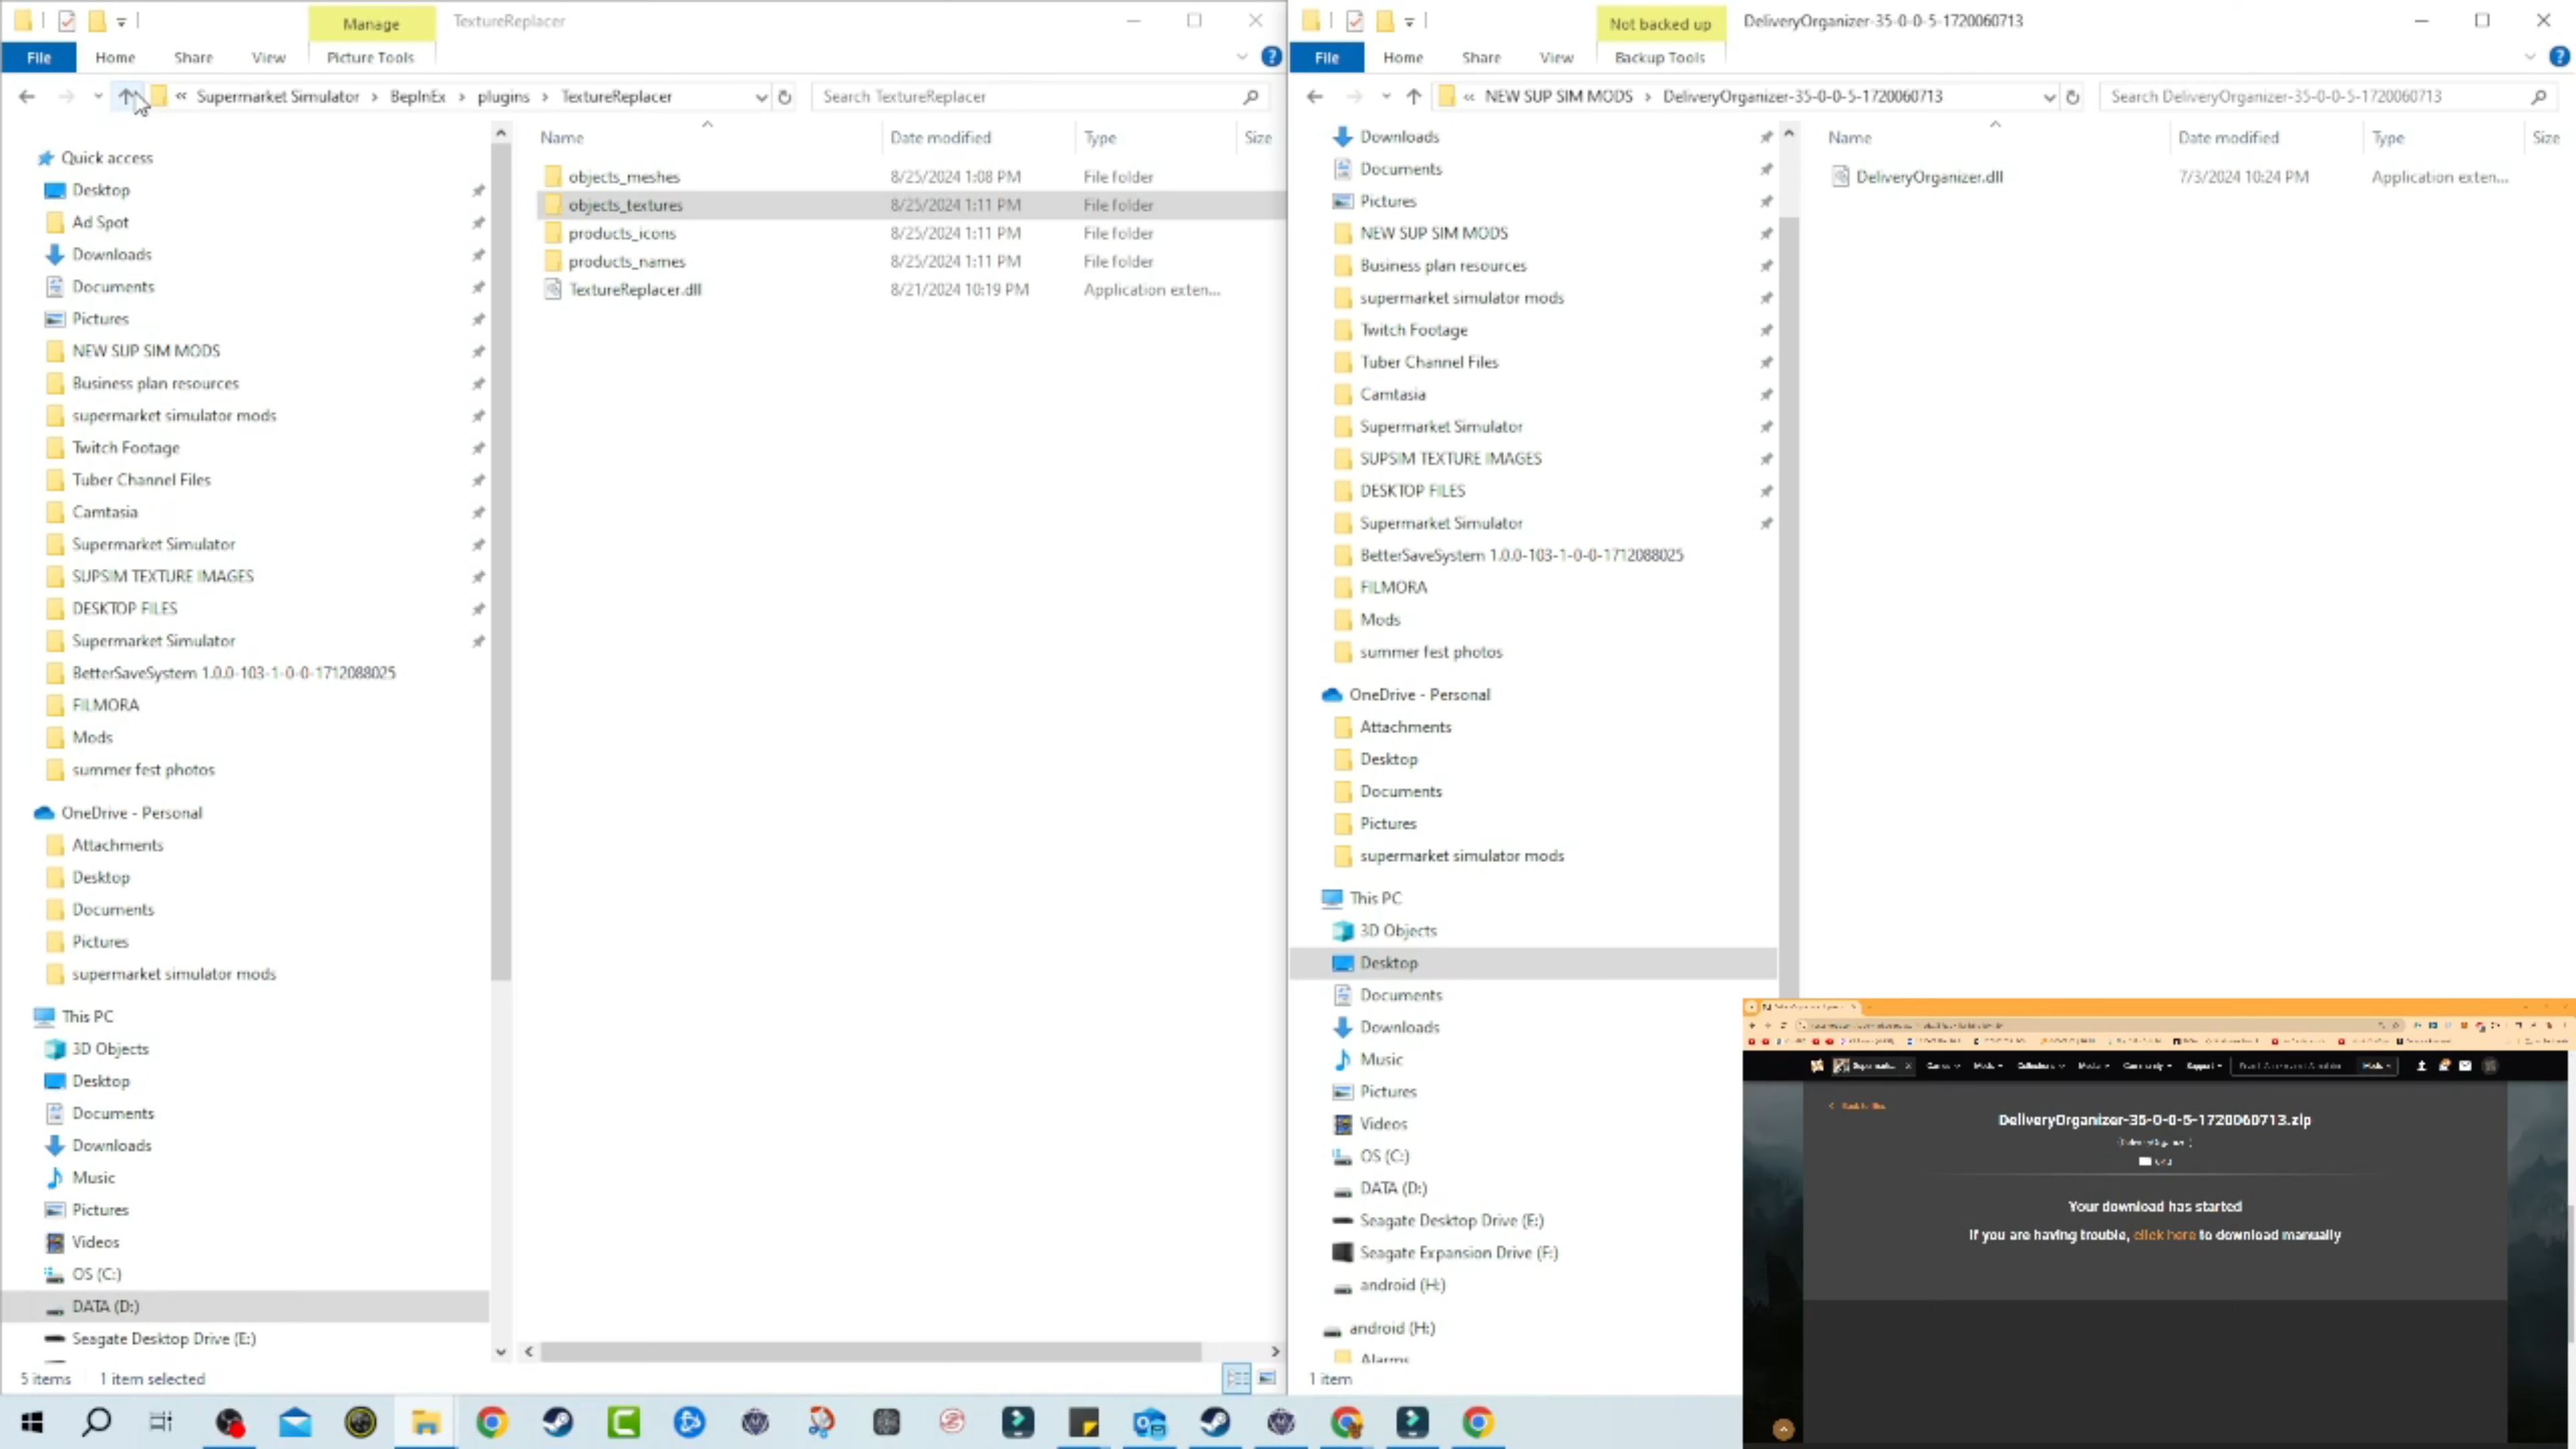 Manage
TextureReplacer
File
Home
Share
View
Picture Tools
« Supermarket Simulator › BepInEx › plugins › TextureReplacer
Search TextureReplacer
Name
Date modified
Type
Size
Quick access
Desktop
Ad Spot
Downloads
Documents
Pictures
NEW SUP SIM MODS
Business plan resources
supermarket simulator mods
Twitch Footage
Tuber Channel Files
Camtasia
Supermarket Simulator
SUPSIM TEXTURE IMAGES
DESKTOP FILES
Supermarket Simulator
BetterSaveSystem 1.0.0-103-1-0-0-1712088025
FILMORA
Mods
summer fest photos
OneDrive - Personal
Attachments
Desktop
Documents
Pictures
supermarket simulator mods
This PC
3D Objects
Desktop
Documents
Downloads
Music
Pictures
Videos
OS (C:)
DATA (D:)
Seagate Desktop Drive (E:)
objects_meshes 8/25/2024 1:08 PM File folder
objects_textures 8/25/2024 1:11 PM File folder
products_icons 8/25/2024 1:11 PM File folder
products_names 8/25/2024 1:11 PM File folder
TextureReplacer.dll 8/21/2024 10:19 PM Application exten...
5 items 1 item selected
Not backed up
DeliveryOrganizer-35-0-0-5-1720060713
File
Home
Share
View
Backup Tools
« NEW SUP SIM MODS › DeliveryOrganizer-35-0-0-5-1720060713
Search DeliveryOrganizer-35-0-0-5-1720060713
Name
Date modified
Type
Size
Downloads
Documents
Pictures
NEW SUP SIM MODS
Business plan resources
supermarket simulator mods
Twitch Footage
Tuber Channel Files
Camtasia
Supermarket Simulator
SUPSIM TEXTURE IMAGES
DESKTOP FILES
Supermarket Simulator
BetterSaveSystem 1.0.0-103-1-0-0-1712088025
FILMORA
Mods
summer fest photos
OneDrive - Personal
Attachments
Desktop
Documents
Pictures
supermarket simulator mods
This PC
3D Objects
Desktop
Documents
Downloads
Music
Pictures
Videos
OS (C:)
DATA (D:)
Seagate Desktop Drive (E:)
Seagate Expansion Drive (F:)
android (H:)
android (H:)
Alarms
DeliveryOrganizer.dll 7/3/2024 10:24 PM Application exten...
1 item
DeliveryOrganizer-35-0-0-5-1720060713.zip
Your download has started
If you are having trouble, click here to download manually